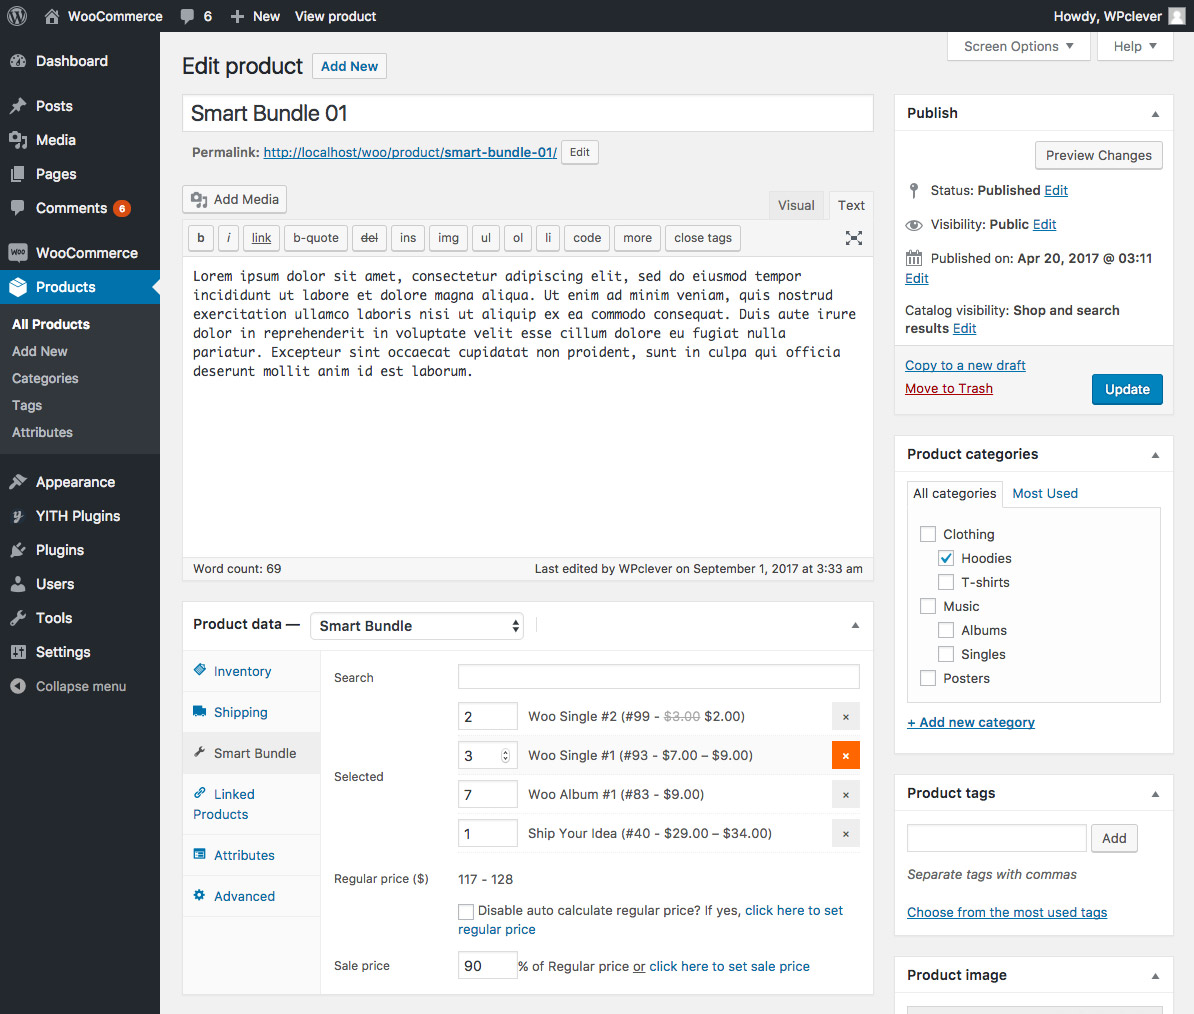 WooCommerce 6 New View product Howdy, WPclever
Dashboard
Posts
Media
Pages
Comments 6
Woo WooCommerce
Products
All Products
Add New
Categories
Tags
Attributes
Appearance
YITH Plugins
Plugins
Users
Tools
Settings
Collapse menu
Screen Options Help
Edit product Add New
Smart Bundle 01
Permalink: http://localhost/woo/product/smart-bundle-01/ Edit
Add Media Visual Text
b i link b-quote del ins img ul ol li code more close tags
Lorem ipsum dolor sit amet, consectetur adipiscing elit, sed do eiusmod tempor
incididunt ut labore et dolore magna aliqua. Ut enim ad minim veniam, quis nostrud
exercitation ullamco laboris nisi ut aliquip ex ea commodo consequat. Duis aute irure
dolor in reprehenderit in voluptate velit esse cillum dolore eu fugiat nulla
pariatur. Excepteur sint occaecat cupidatat non proident, sunt in culpa qui officia
deserunt mollit anim id est laborum.
Word count: 69 Last edited by WPclever on September 1, 2017 at 3:33 am
Product data — Smart Bundle
Inventory
Shipping
Smart Bundle
Linked
Products
Attributes
Advanced
Search
Selected
2 Woo Single #2 (#99 - $3.00 $2.00) ×
3 Woo Single #1 (#93 - $7.00 – $9.00) ×
7 Woo Album #1 (#83 - $9.00) ×
1 Ship Your Idea (#40 - $29.00 – $34.00) ×
Regular price ($) 117 - 128
Disable auto calculate regular price? If yes, click here to set
regular price
Sale price 90 % of Regular price or click here to set sale price
Publish
Preview Changes
Status: Published Edit
Visibility: Public Edit
Published on: Apr 20, 2017 @ 03:11
Edit
Catalog visibility: Shop and search
results Edit
Copy to a new draft
Move to Trash Update
Product categories
All categories Most Used
Clothing
Hoodies
T-shirts
Music
Albums
Singles
Posters
+ Add new category
Product tags
Add
Separate tags with commas
Choose from the most used tags
Product image